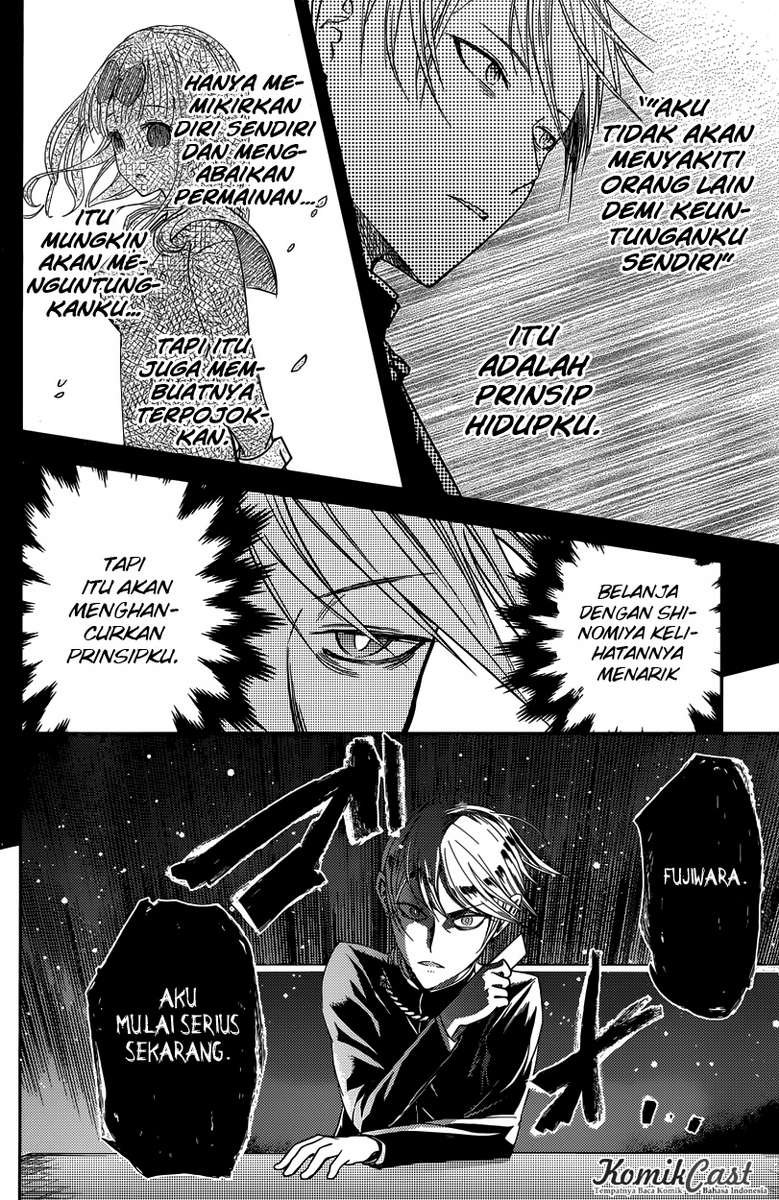 "“AKU
TIDAK AKAN
MENYAKITI
ORANG LAIN
DEMI KEUN-
TUNGANKU
SENDIRI”
ITU
ADALAH
PRINSIP
HIDUPKU.
HANYA ME-
MIKIRKAN
DIRI SENDIRI
DAN MENG-
ABAIKAN
PERMAINAN...
ITU
MUNGKIN
AKAN ME-
NGUNTUNG-
KANKU...
TAPI ITU
JUGA MEM-
BUATNYA
TERPOJOK-
KAN.
BELANJA
DENGAN SHI-
NOMIYA KELI-
HATANNYA
MENARIK
TAPI
ITU AKAN
MENGHAN-
CURKAN
PRINSIPKU.
FUJIWARA.
AKU
MULAI SERIUS
SEKARANG.
KomikCast
Tempatnya Baca Komik Bahasa Indonesia